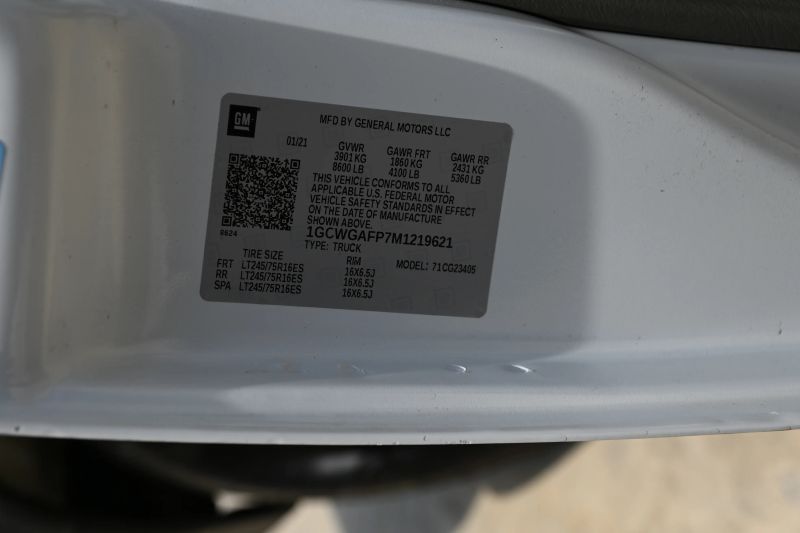 GM
MFD BY GENERAL MOTORS LLC
01/21
GVWR GAWR FRT GAWR RR
3901 KG 1860 KG 2431 KG
8600 LB 4100 LB 5360 LB
THIS VEHICLE CONFORMS TO ALL
APPLICABLE U.S. FEDERAL MOTOR
VEHICLE SAFETY STANDARDS IN EFFECT
ON THE DATE OF MANUFACTURE
SHOWN ABOVE.
8624
1GCWGAFP7M1219621
TYPE: TRUCK
TIRE SIZE RIM MODEL: 71CG23405
FRT LT245/75R16ES 16X6.5J
RR LT245/75R16ES 16X6.5J
SPA LT245/75R16ES 16X6.5J